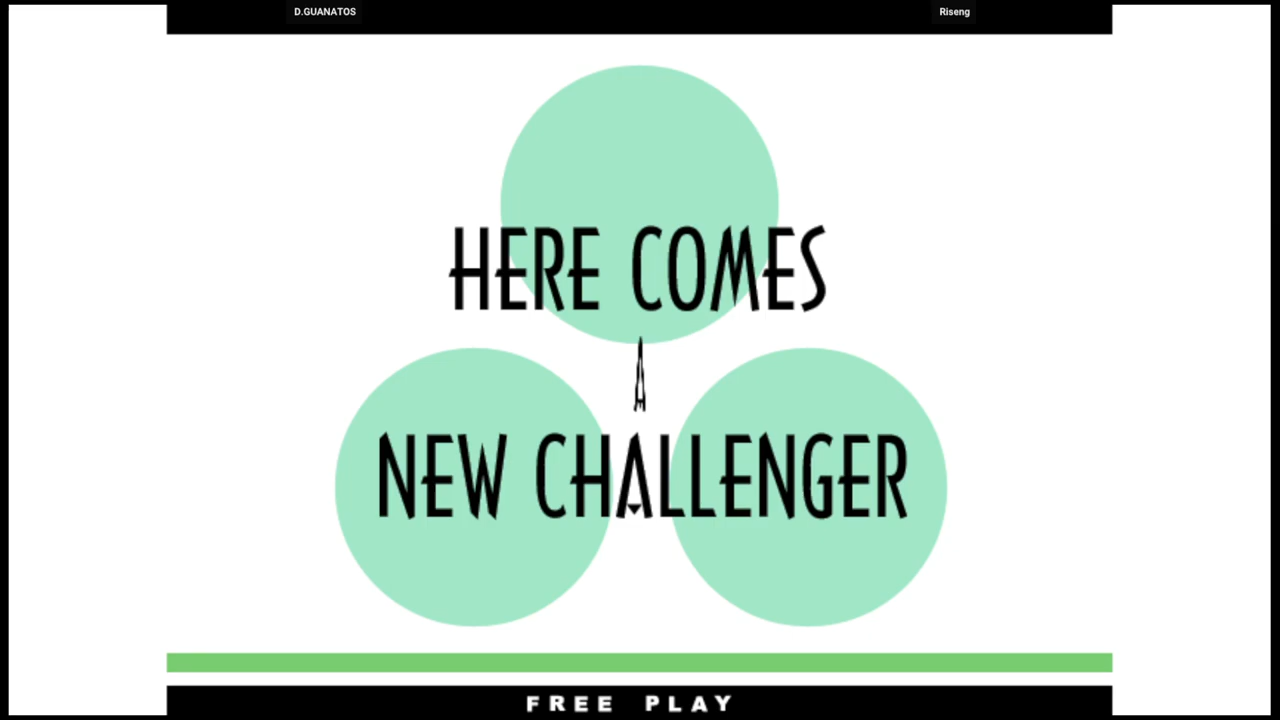 D.GUANATOS
Riseng
HERE COMES
A
NEW CHALLENGER
FREE PLAY